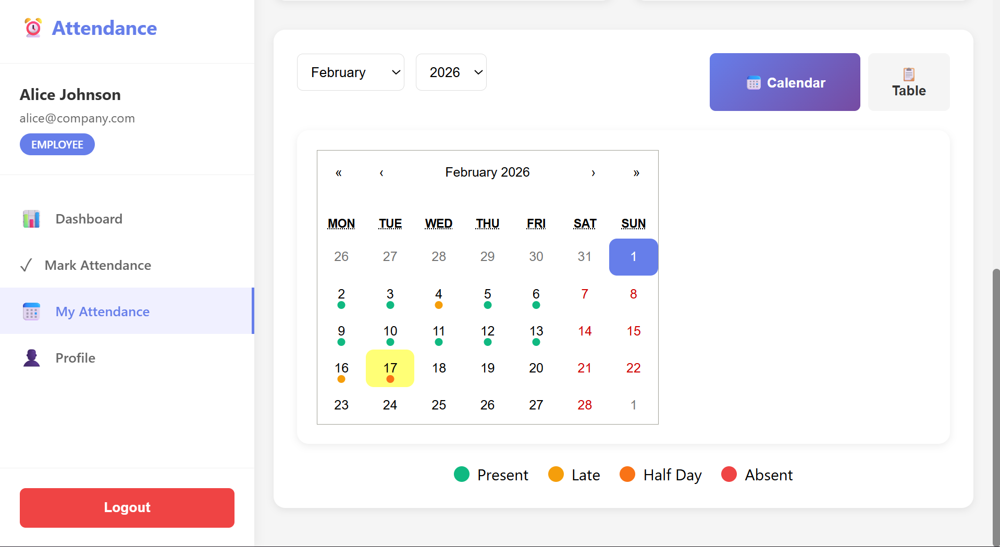 Attendance
Alice Johnson
alice@company.com
EMPLOYEE
Dashboard
✓ Mark Attendance
My Attendance
Profile
Logout
February 2026
Calendar
Table
« ‹ February 2026 › »
MON TUE WED THU FRI SAT SUN
26 27 28 29 30 31 1
2 3 4 5 6 7 8
9 10 11 12 13 14 15
16 17 18 19 20 21 22
23 24 25 26 27 28 1
Present Late Half Day Absent